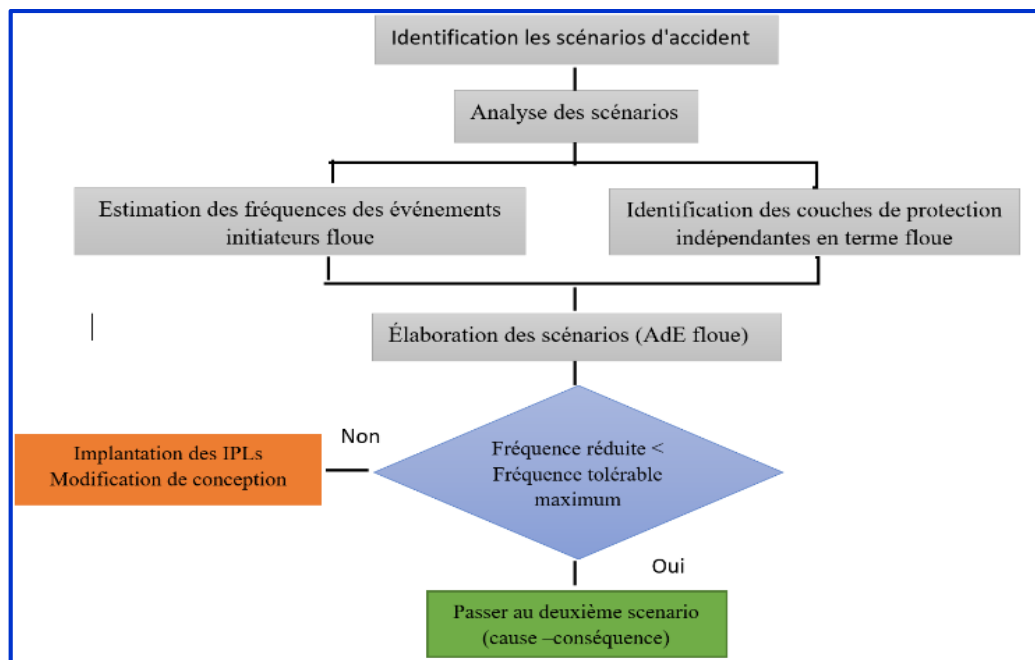 Identification les scénarios d'accident
Analyse des scénarios
Estimation des fréquences des événements
initiateurs flouc
Identification des couches de protection
indépendantes en terme floue
Élaboration des scénarios (AdE floue)
Non
Implantation des IPLs
Modification de conception
Fréquence réduite <
Fréquence tolérable
maximum
Oui
Passer au deuxième scenario
(cause –conséquence)